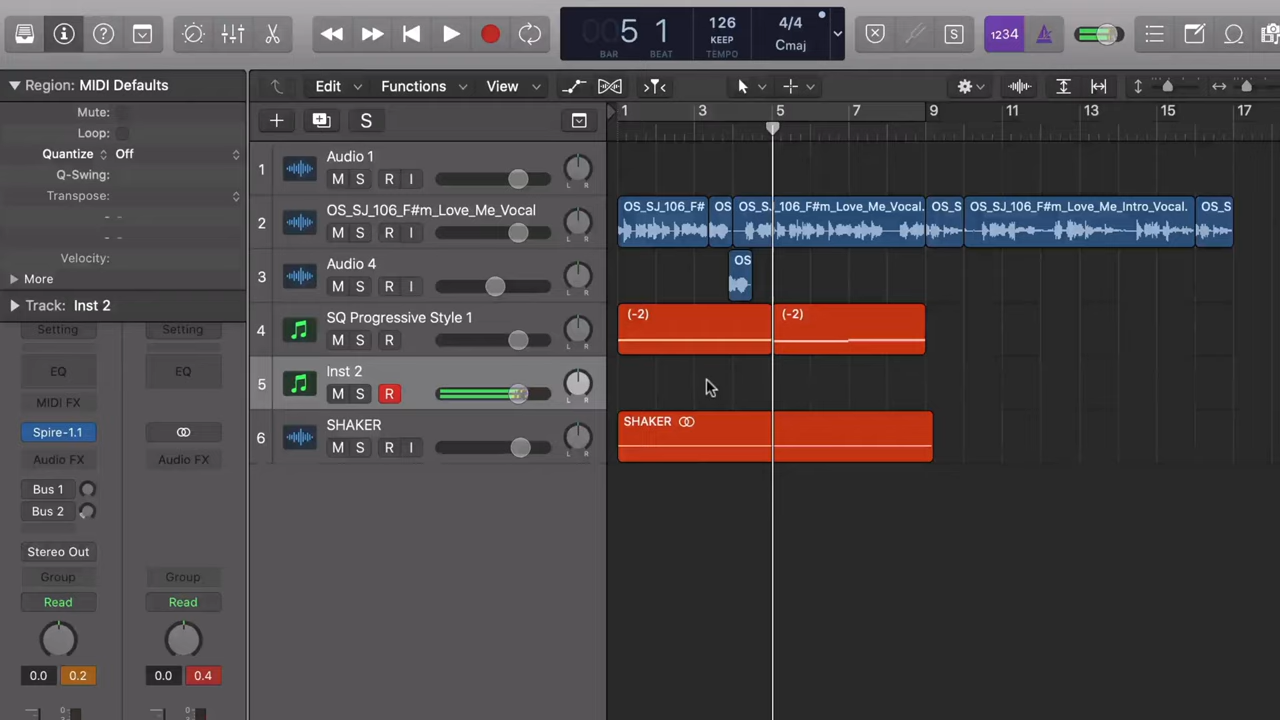 5 1
BAR BEAT
126
KEEP
TEMPO
4/4
Cmaj
S
1234
Region: MIDI Defaults
Mute:
Loop:
Quantize Off
Q-Swing:
Transpose:
Velocity:
More
Track: Inst 2
Edit Functions View
S
1 3 5 7 9 11 13 15 17
1 Audio 1
M S R I
L R
2 OS_SJ_106_F#m_Love_Me_Vocal
M S R I
L R
OS_SJ_106_F# OS OS_SJ_106_F#m_Love_Me_Vocal. OS_S OS_SJ_106_F#m_Love_Me_Intro_Vocal. OS_S
3 Audio 4
M S R I
L R
OS
4 SQ Progressive Style 1
M S R
L R
(-2) (-2)
5 Inst 2
M S R
L R
6 SHAKER
M S R I
L R
SHAKER
Setting Setting
EQ EQ
MIDI FX
Spire-1.1
Audio FX Audio FX
Bus 1
Bus 2
Stereo Out
Group Group
Read Read
0.0 0.2 0.0 0.4